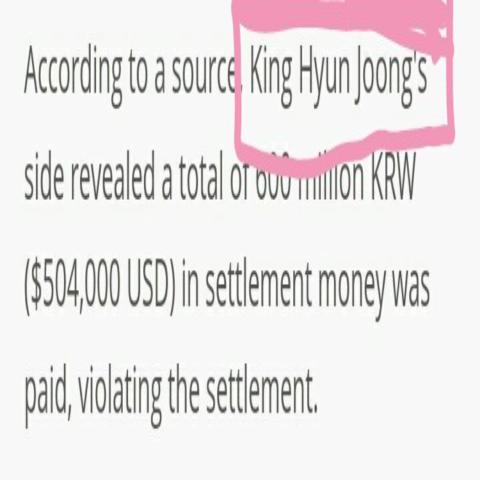 According to a source, King Hyun Joong's
side revealed a total of 600 million KRW
($504,000 USD) in settlement money was
paid, violating the settlement.